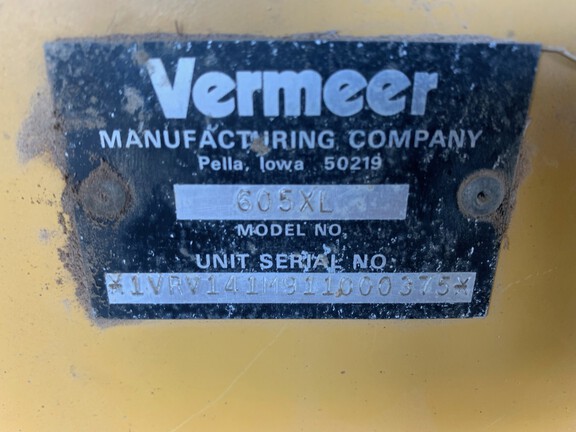 Vermeer
MANUFACTURING COMPANY
Pella, Iowa 50219
605XL
MODEL NO.
UNIT SERIAL NO.